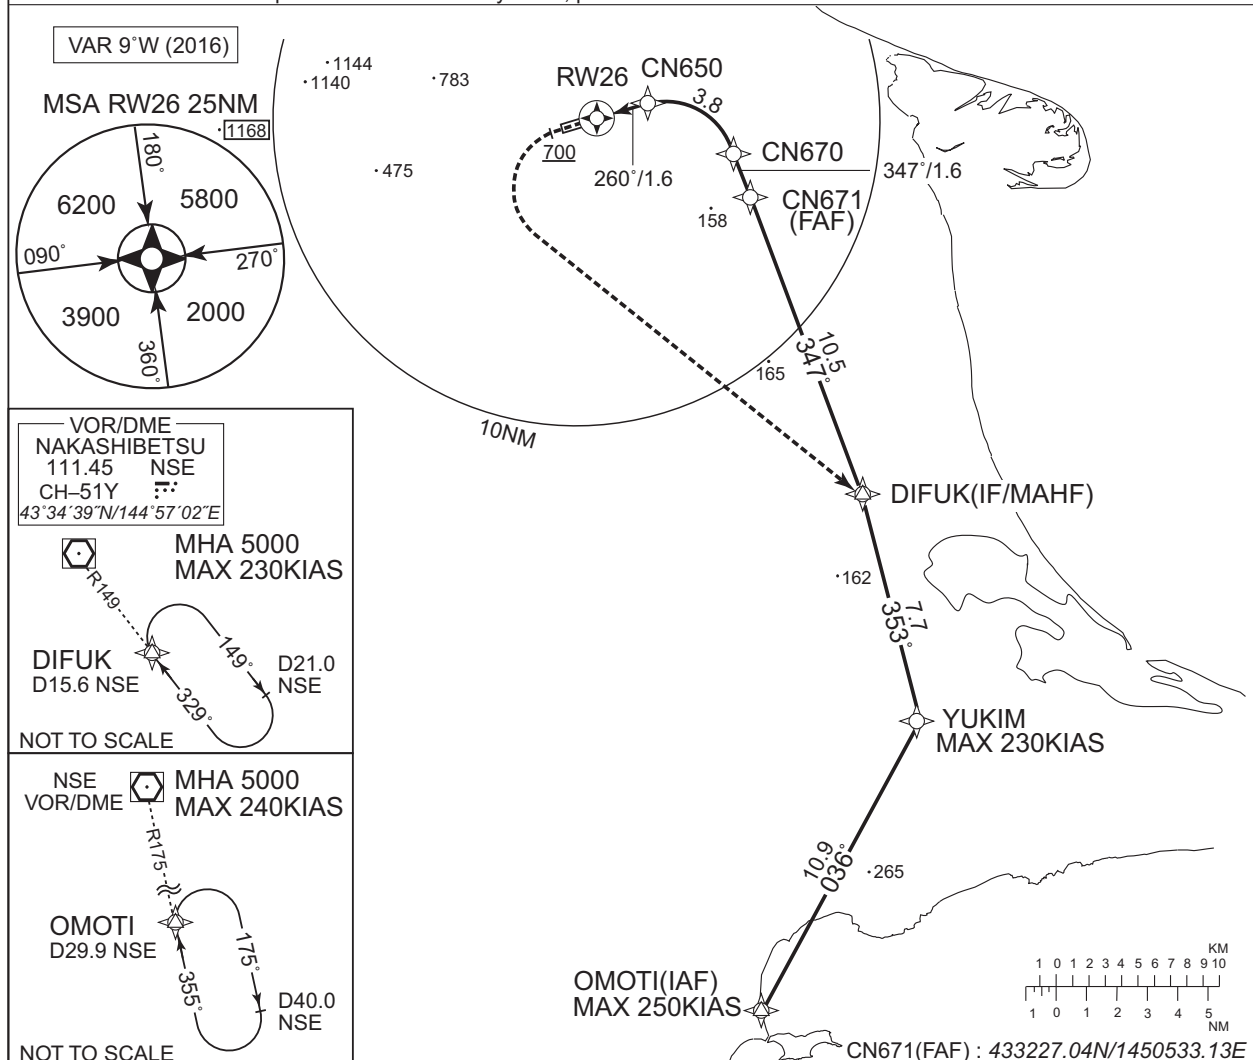 VAR 9°W (2016)
MSA RW26 25NM
180°
6200
5800
090°
270°
3900
2000
360°
1144
1140
783
1168
475
RW26
CN650
3.8
700
260°/1.6
CN670
347°/1.6
CN671
(FAF)
158
10.5
347°
165
10NM
DIFUK(IF/MAHF)
162
7.7
353°
YUKIM
MAX 230KIAS
10.9
036°
265
OMOTI(IAF)
MAX 250KIAS
VOR/DME
NAKASHIBETSU
111.45 NSE
CH–51Y
43°34´39˝N/144°57´02˝E
MHA 5000
MAX 230KIAS
R149
DIFUK
D15.6 NSE
149°
329°
D21.0
NSE
NOT TO SCALE
NSE
VOR/DME
MHA 5000
MAX 240KIAS
R175
OMOTI
D29.9 NSE
175°
355°
D40.0
NSE
NOT TO SCALE
KM
1 0 1 2 3 4 5 6 7 8 9 10
1 0 1 2 3 4 5
NM
CN671(FAF) : 433227.04N/1450533.13E